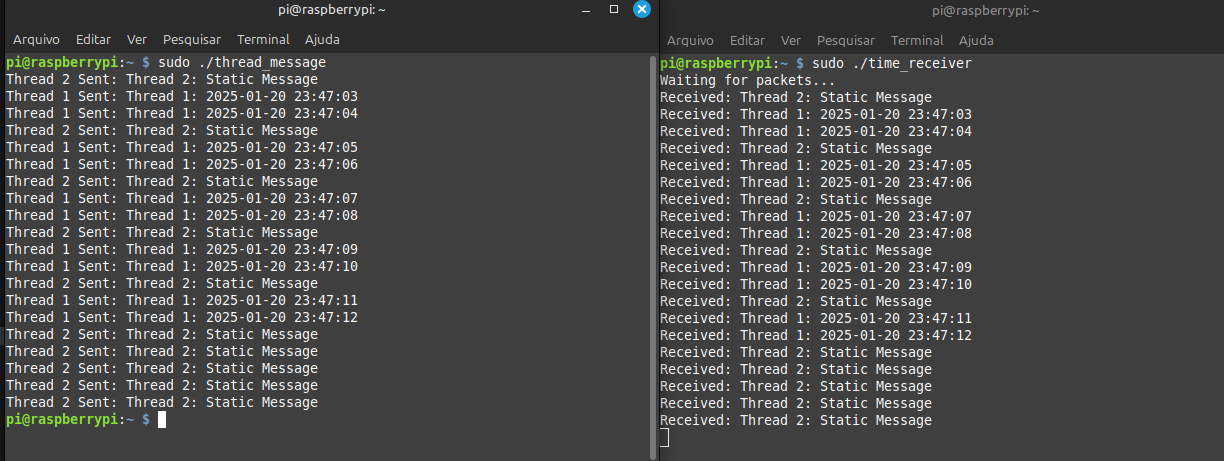 pi@raspberrypi: ~
Arquivo Editar Ver Pesquisar Terminal Ajuda
pi@raspberrypi:~ $ sudo ./thread_message
Thread 2 Sent: Thread 2: Static Message
Thread 1 Sent: Thread 1: 2025-01-20 23:47:03
Thread 1 Sent: Thread 1: 2025-01-20 23:47:04
Thread 2 Sent: Thread 2: Static Message
Thread 1 Sent: Thread 1: 2025-01-20 23:47:05
Thread 1 Sent: Thread 1: 2025-01-20 23:47:06
Thread 2 Sent: Thread 2: Static Message
Thread 1 Sent: Thread 1: 2025-01-20 23:47:07
Thread 1 Sent: Thread 1: 2025-01-20 23:47:08
Thread 2 Sent: Thread 2: Static Message
Thread 1 Sent: Thread 1: 2025-01-20 23:47:09
Thread 1 Sent: Thread 1: 2025-01-20 23:47:10
Thread 2 Sent: Thread 2: Static Message
Thread 1 Sent: Thread 1: 2025-01-20 23:47:11
Thread 1 Sent: Thread 1: 2025-01-20 23:47:12
Thread 2 Sent: Thread 2: Static Message
Thread 2 Sent: Thread 2: Static Message
Thread 2 Sent: Thread 2: Static Message
Thread 2 Sent: Thread 2: Static Message
Thread 2 Sent: Thread 2: Static Message
pi@raspberrypi:~ $
pi@raspberrypi: ~
Arquivo Editar Ver Pesquisar Terminal Ajuda
pi@raspberrypi:~ $ sudo ./time_receiver
Waiting for packets...
Received: Thread 2: Static Message
Received: Thread 1: 2025-01-20 23:47:03
Received: Thread 1: 2025-01-20 23:47:04
Received: Thread 2: Static Message
Received: Thread 1: 2025-01-20 23:47:05
Received: Thread 1: 2025-01-20 23:47:06
Received: Thread 2: Static Message
Received: Thread 1: 2025-01-20 23:47:07
Received: Thread 1: 2025-01-20 23:47:08
Received: Thread 2: Static Message
Received: Thread 1: 2025-01-20 23:47:09
Received: Thread 1: 2025-01-20 23:47:10
Received: Thread 2: Static Message
Received: Thread 1: 2025-01-20 23:47:11
Received: Thread 1: 2025-01-20 23:47:12
Received: Thread 2: Static Message
Received: Thread 2: Static Message
Received: Thread 2: Static Message
Received: Thread 2: Static Message
Received: Thread 2: Static Message